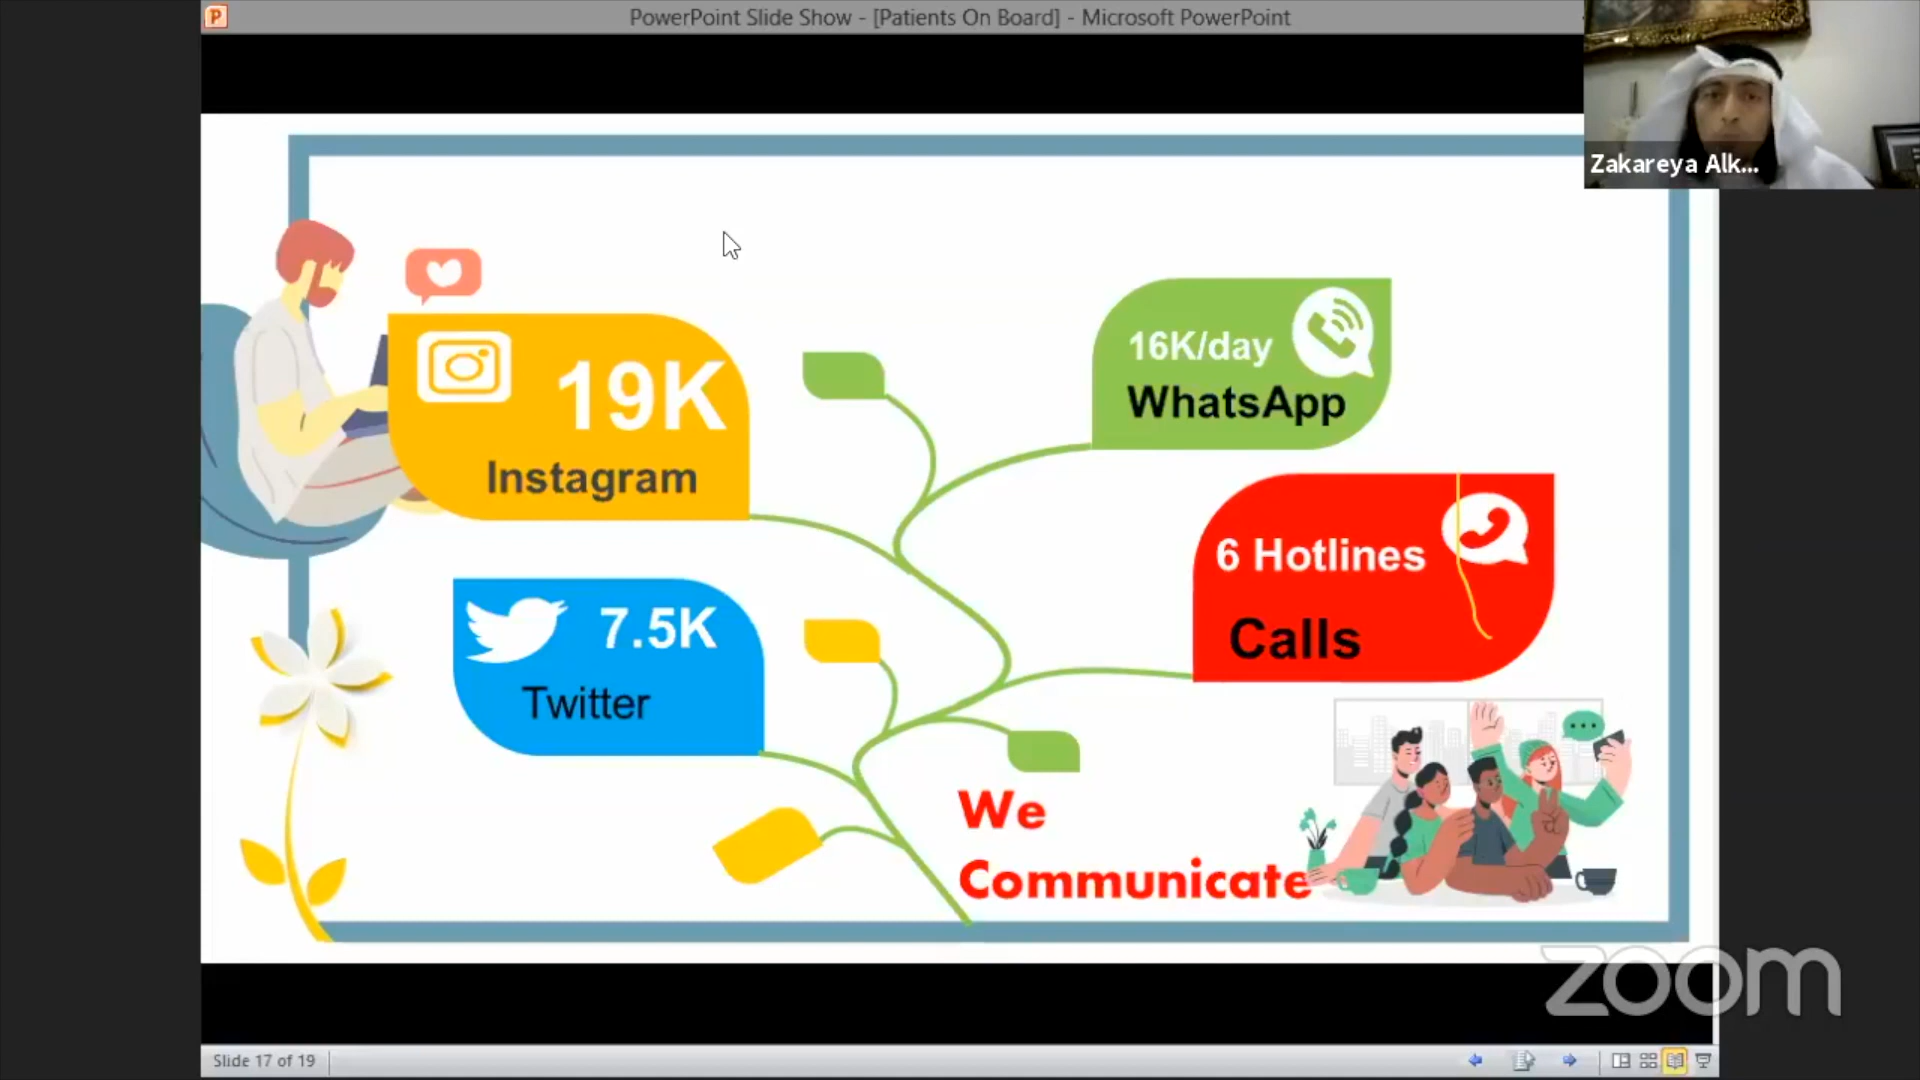 PowerPoint Slide Show - [Patients On Board] - Microsoft PowerPoint
Zakareya Alk...
19K
Instagram
16K/day
WhatsApp
6 Hotlines
Calls
7.5K
Twitter
We
Communicate
zoom
Slide 17 of 19